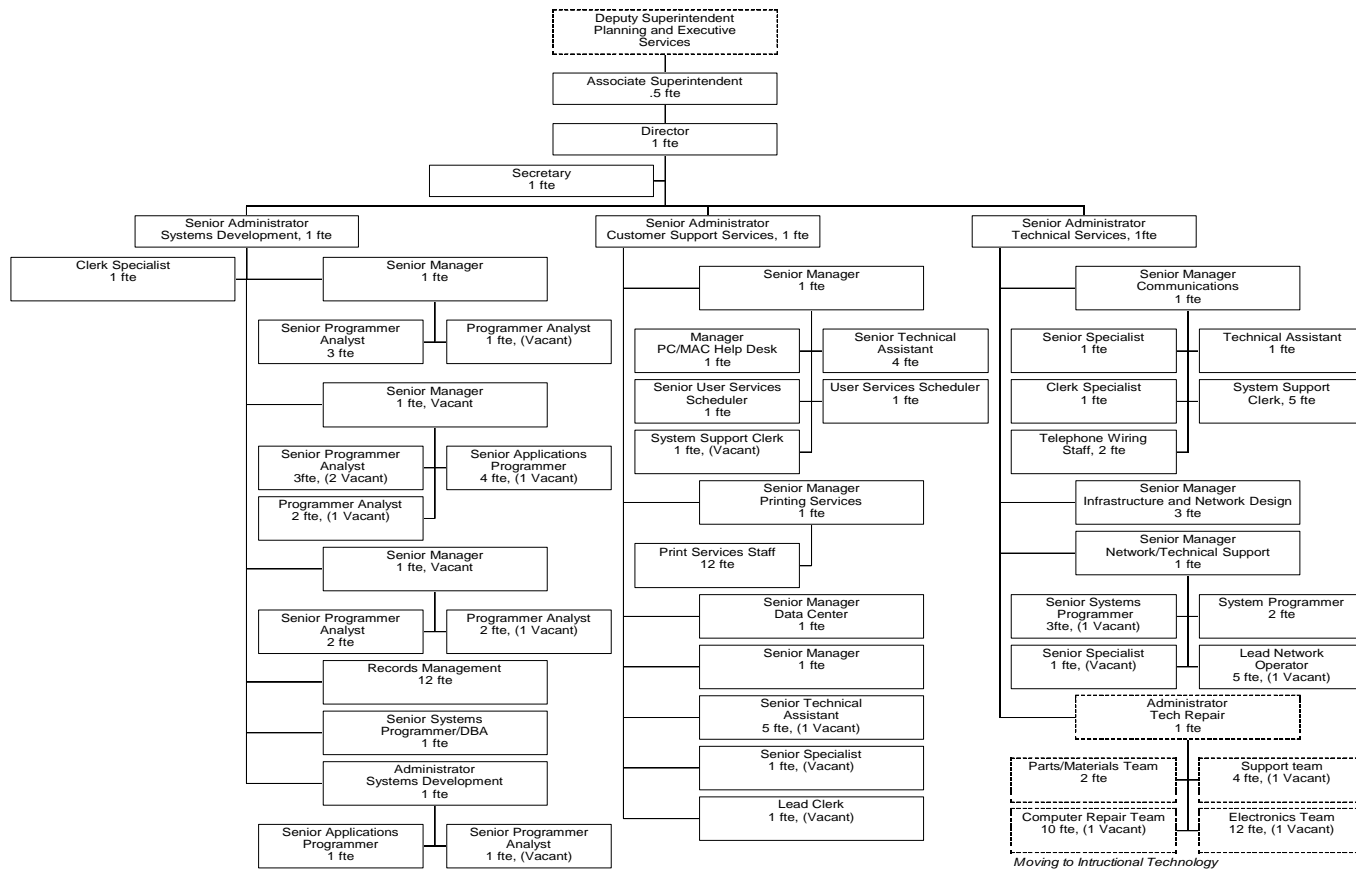 Deputy Superintendent
Planning and Executive
Services
Associate Superintendent
.5 fte
Director
1 fte
Secretary
1 fte
Senior Administrator
Systems Development, 1 fte
Clerk Specialist
1 fte
Senior Manager
1 fte
Senior Programmer
Analyst
3 fte
Programmer Analyst
1 fte, (Vacant)
Senior Manager
1 fte, Vacant
Senior Programmer
Analyst
3fte, (2 Vacant)
Senior Applications
Programmer
4 fte, (1 Vacant)
Programmer Analyst
2 fte, (1 Vacant)
Senior Manager
1 fte, Vacant
Senior Programmer
Analyst
2 fte
Programmer Analyst
2 fte, (1 Vacant)
Records Management
12 fte
Senior Systems
Programmer/DBA
1 fte
Administrator
Systems Development
1 fte
Senior Applications
Programmer
1 fte
Senior Programmer
Analyst
1 fte, (Vacant)
Senior Administrator
Customer Support Services, 1 fte
Senior Manager
1 fte
Manager
PC/MAC Help Desk
1 fte
Senior Technical
Assistant
4 fte
Senior User Services
Scheduler
1 fte
User Services Scheduler
1 fte
System Support Clerk
1 fte, (Vacant)
Senior Manager
Printing Services
1 fte
Print Services Staff
12 fte
Senior Manager
Data Center
1 fte
Senior Manager
1 fte
Senior Technical
Assistant
5 fte, (1 Vacant)
Senior Specialist
1 fte, (Vacant)
Lead Clerk
1 fte, (Vacant)
Senior Administrator
Technical Services, 1fte
Senior Manager
Communications
1 fte
Senior Specialist
1 fte
Technical Assistant
1 fte
Clerk Specialist
1 fte
System Support
Clerk, 5 fte
Telephone Wiring
Staff, 2 fte
Senior Manager
Infrastructure and Network Design
3 fte
Senior Manager
Network/Technical Support
1 fte
Senior Systems
Programmer
3fte, (1 Vacant)
System Programmer
2 fte
Senior Specialist
1 fte, (Vacant)
Lead Network
Operator
5 fte, (1 Vacant)
Administrator
Tech Repair
1 fte
Parts/Materials Team
2 fte
Support team
4 fte, (1 Vacant)
Computer Repair Team
10 fte, (1 Vacant)
Electronics Team
12 fte, (1 Vacant)
Moving to Intructional Technology